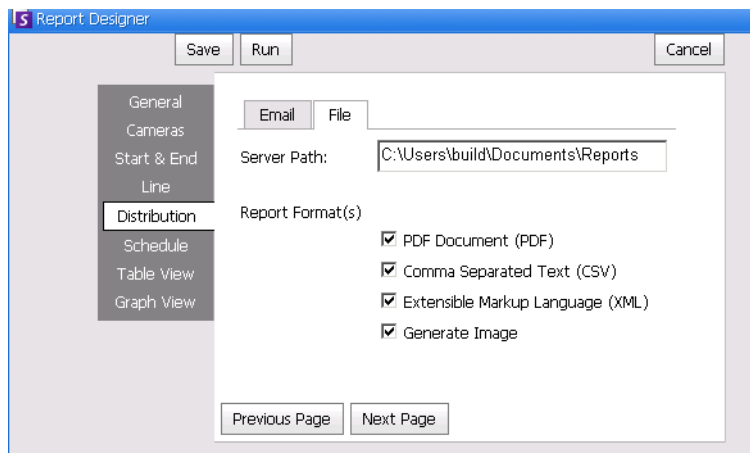 S Report Designer
Save Run Cancel
General
Cameras
Start & End
Line
Distribution
Schedule
Table View
Graph View
Email File
Server Path: C:\Users\build\Documents\Reports
Report Format(s)
PDF Document (PDF)
Comma Separated Text (CSV)
Extensible Markup Language (XML)
Generate Image
Previous Page Next Page